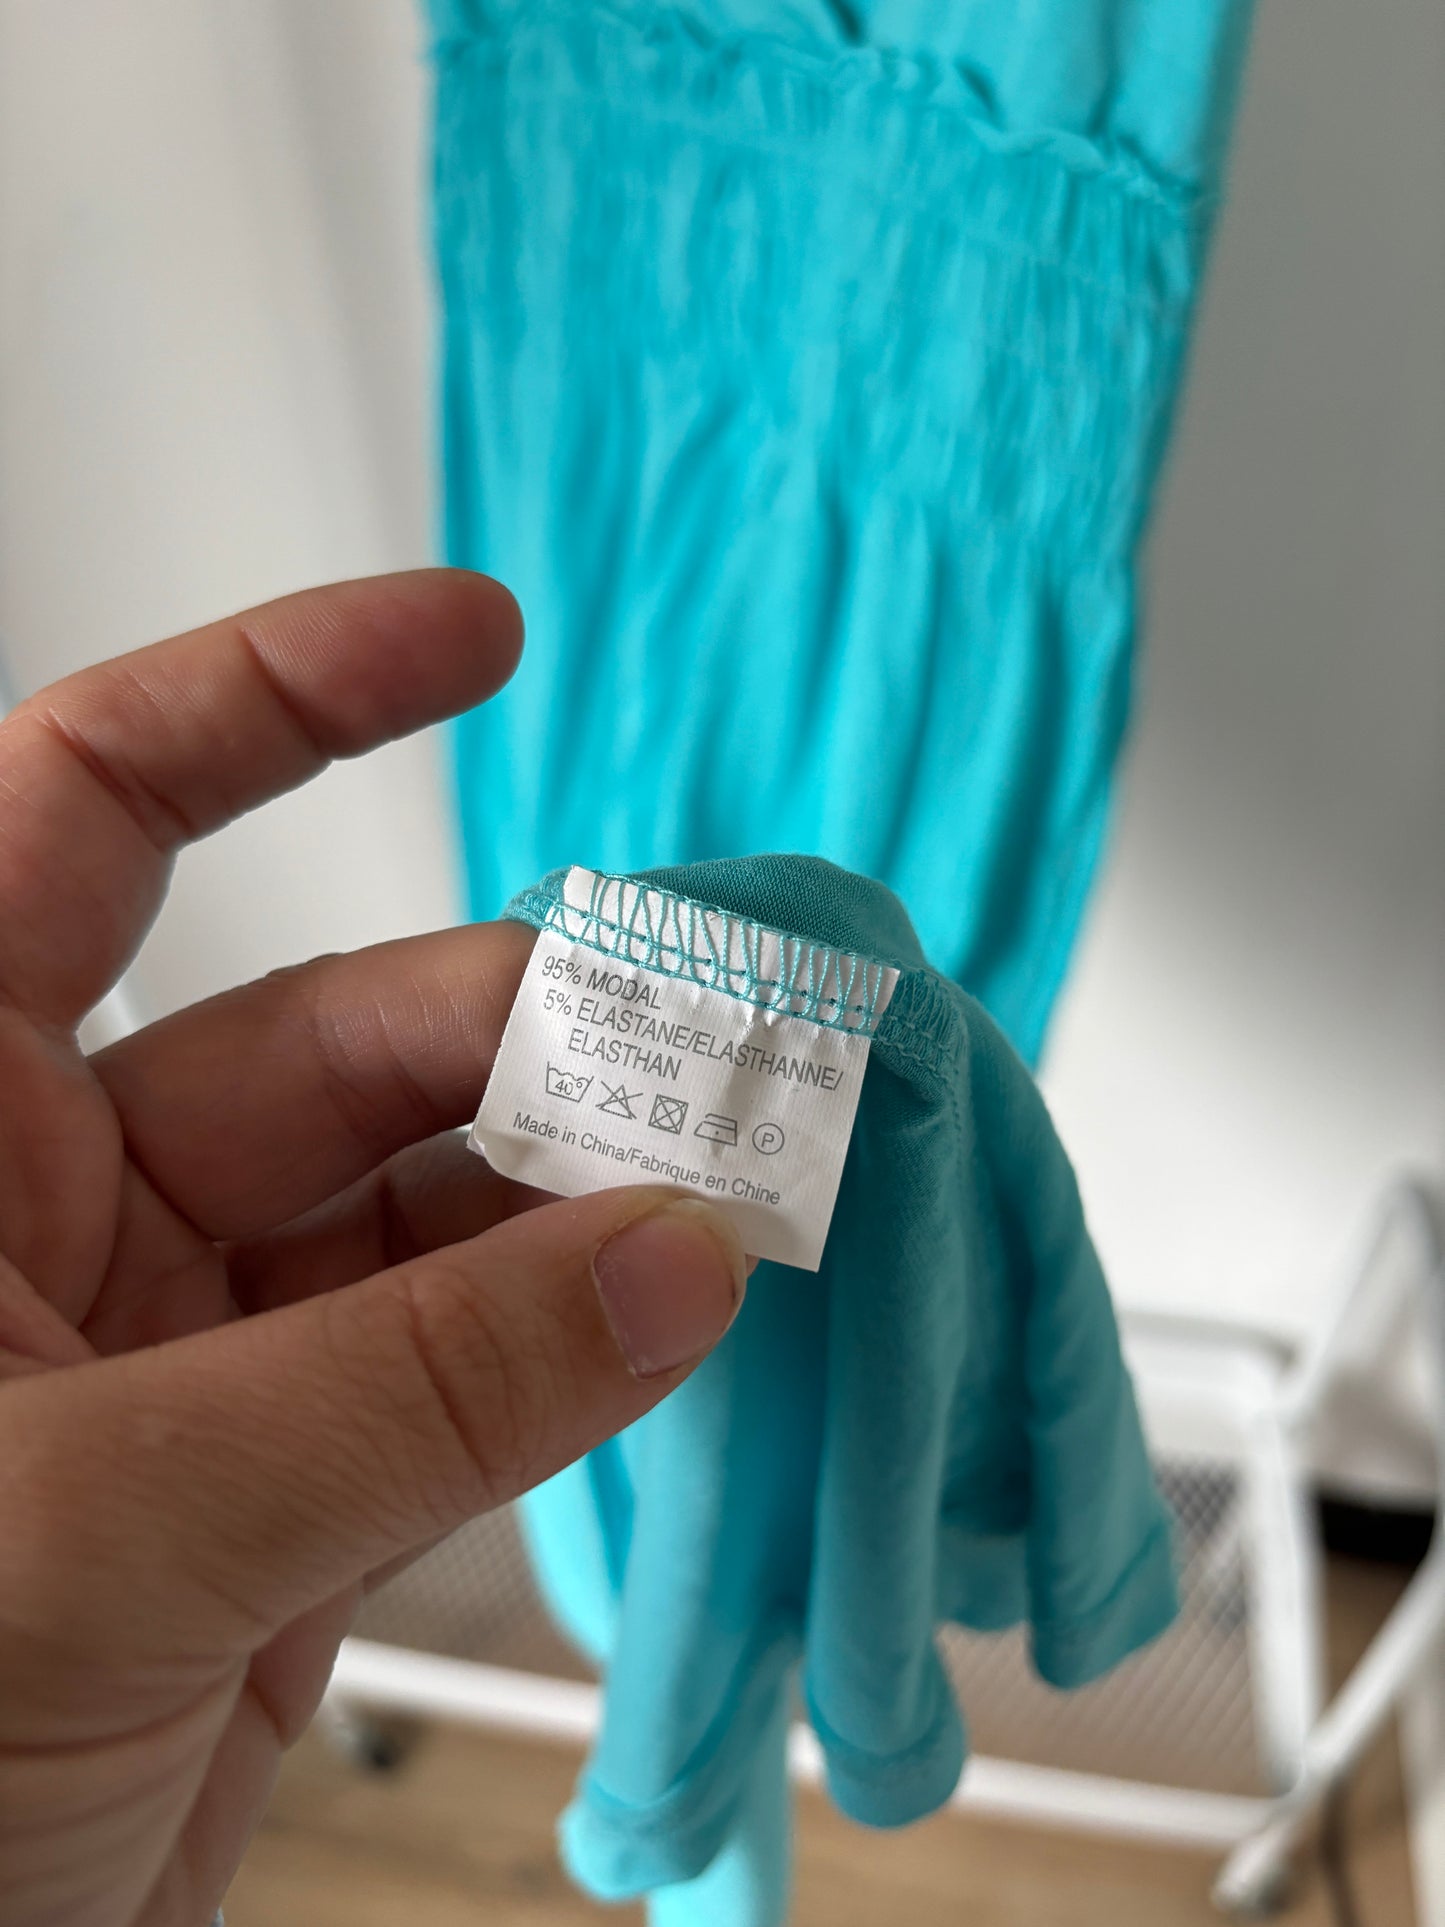 95% MODAL
5% ELASTANE/ELASTHANNE/
ELASTHAN
40°
P
Made in China/Fabrique en Chine